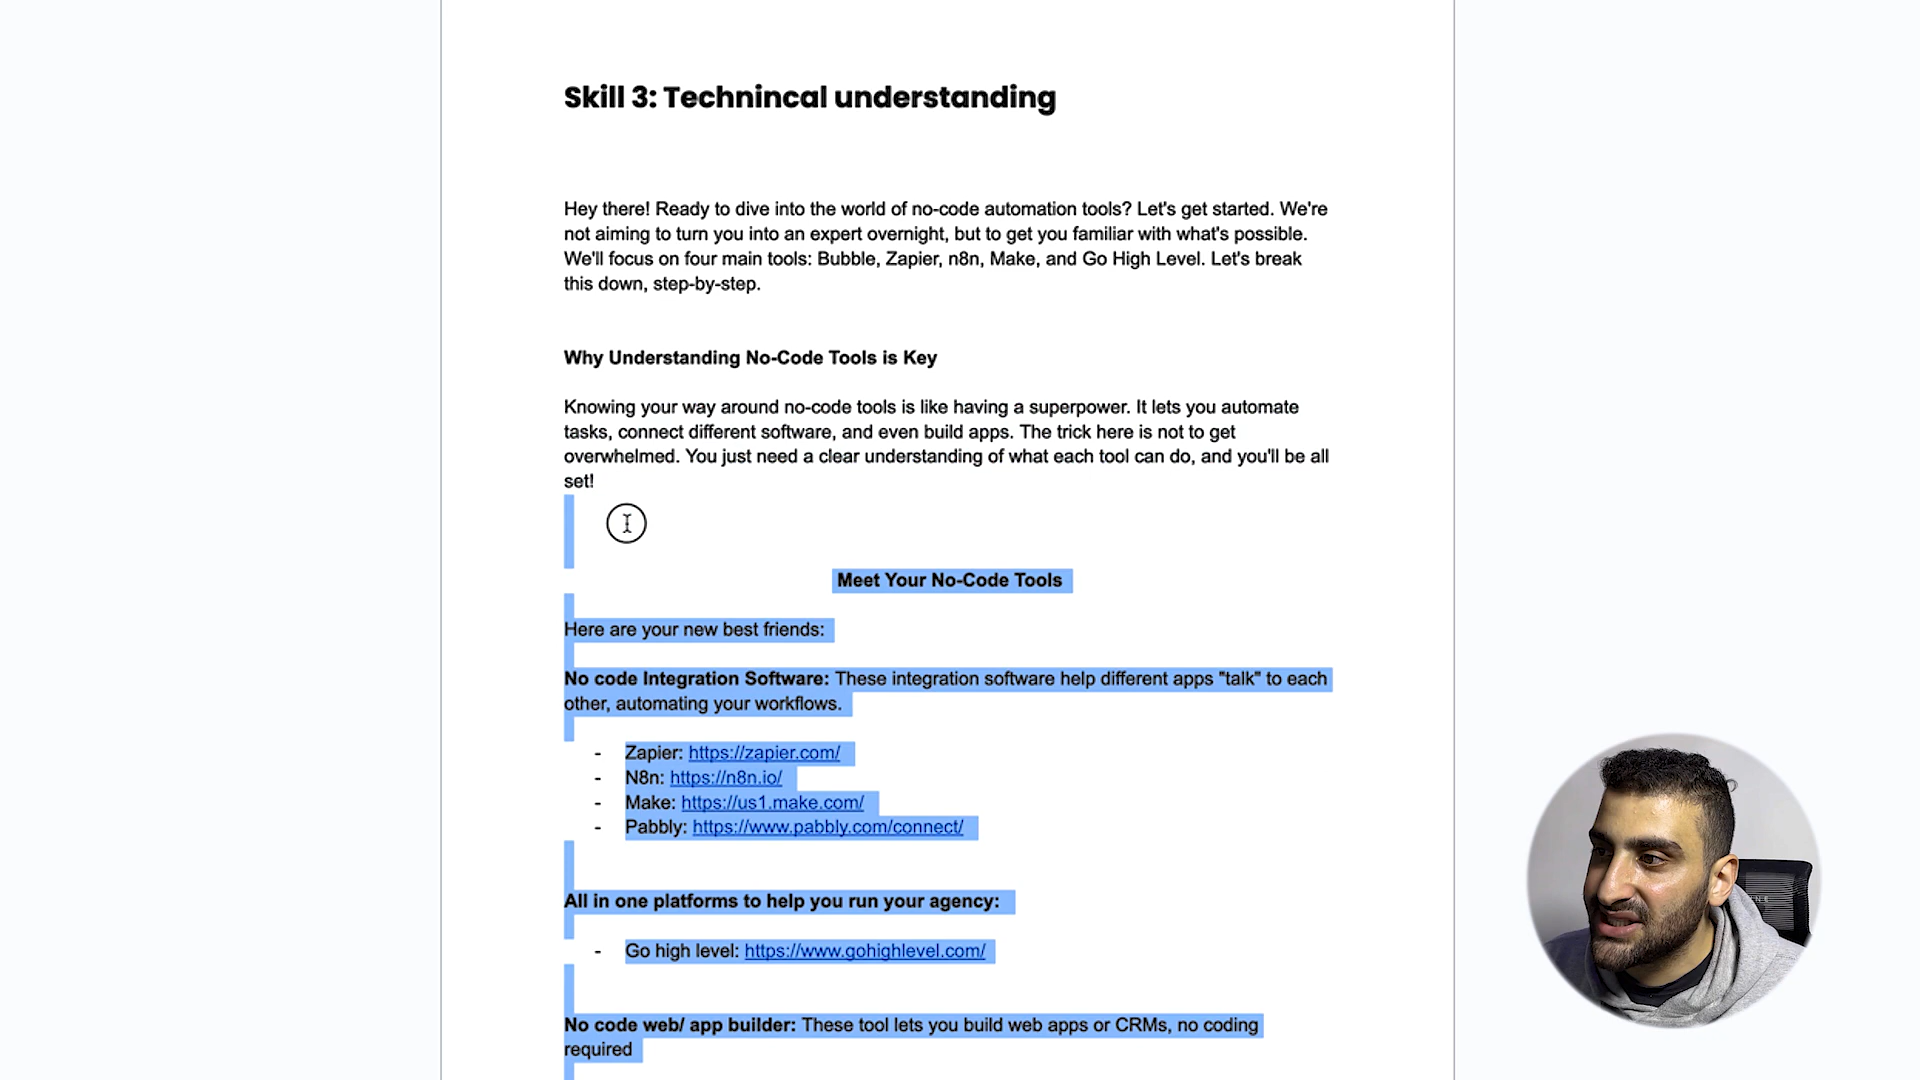 Skill 3: Technincal understanding
Hey there! Ready to dive into the world of no-code automation tools? Let's get started. We're
not aiming to turn you into an expert overnight, but to get you familiar with what's possible.
We'll focus on four main tools: Bubble, Zapier, n8n, Make, and Go High Level. Let's break
this down, step-by-step.
Why Understanding No-Code Tools is Key
Knowing your way around no-code tools is like having a superpower. It lets you automate
tasks, connect different software, and even build apps. The trick here is not to get
overwhelmed. You just need a clear understanding of what each tool can do, and you'll be all
set!
Meet Your No-Code Tools
Here are your new best friends:
No code Integration Software: These integration software help different apps "talk" to each
other, automating your workflows.
- Zapier: https://zapier.com/
- N8n: https://n8n.io/
- Make: https://us1.make.com/
- Pabbly: https://www.pabbly.com/connect/
All in one platforms to help you run your agency:
- Go high level: https://www.gohighlevel.com/
No code web/ app builder: These tool lets you build web apps or CRMs, no coding
required